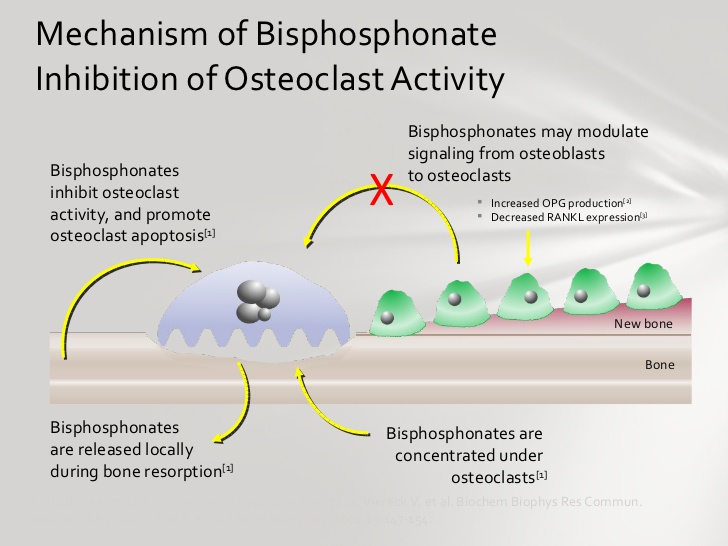 Mechanism of Bisphosphonate
Inhibition of Osteoclast Activity
Bisphosphonates may modulate
signaling from osteoblasts
to osteoclasts
▪ Increased OPG production[2]
▪ Decreased RANKL expression[3]
Bisphosphonates
inhibit osteoclast
activity, and promote
osteoclast apoptosis[1]
X
New bone
Bone
Bisphosphonates
are released locally
during bone resorption[1]
Bisphosphonates are
concentrated under
osteoclasts[1]
et al. Biochem Biophys Res Commun.